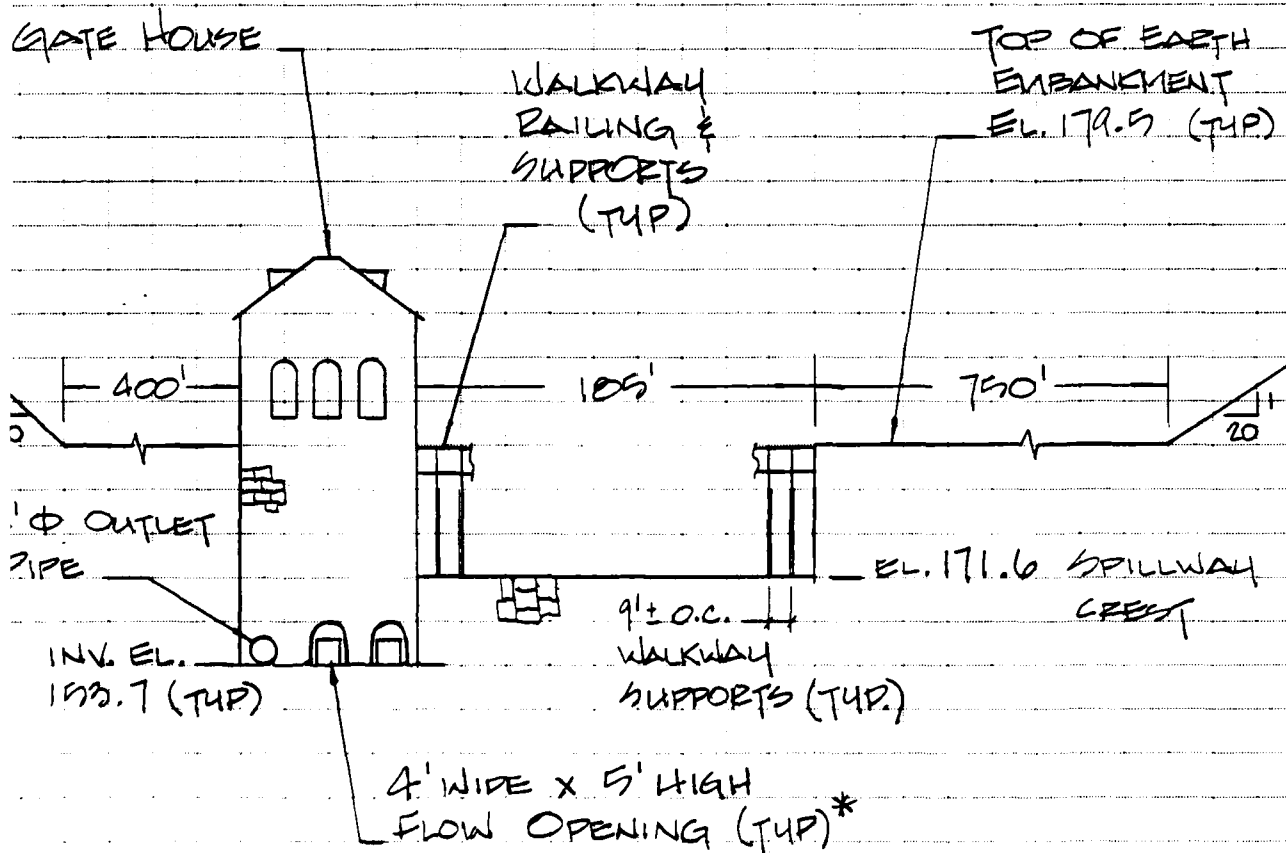 GATE HOUSE
WALKWAY
RAILING &
SUPPORTS
(TYP)
TOP OF EARTH
EMBANKMENT
EL. 179.5 (TYP)
400'
185'
750'
1
20
0
' Φ OUTLET
PIPE
INV. EL.
153.7 (TYP)
EL. 171.6 SPILLWAY
CREST
9'± O.C.
WALKWAY
SUPPORTS (TYP.)
4' WIDE X 5' HIGH
FLOW OPENING (TYP)*